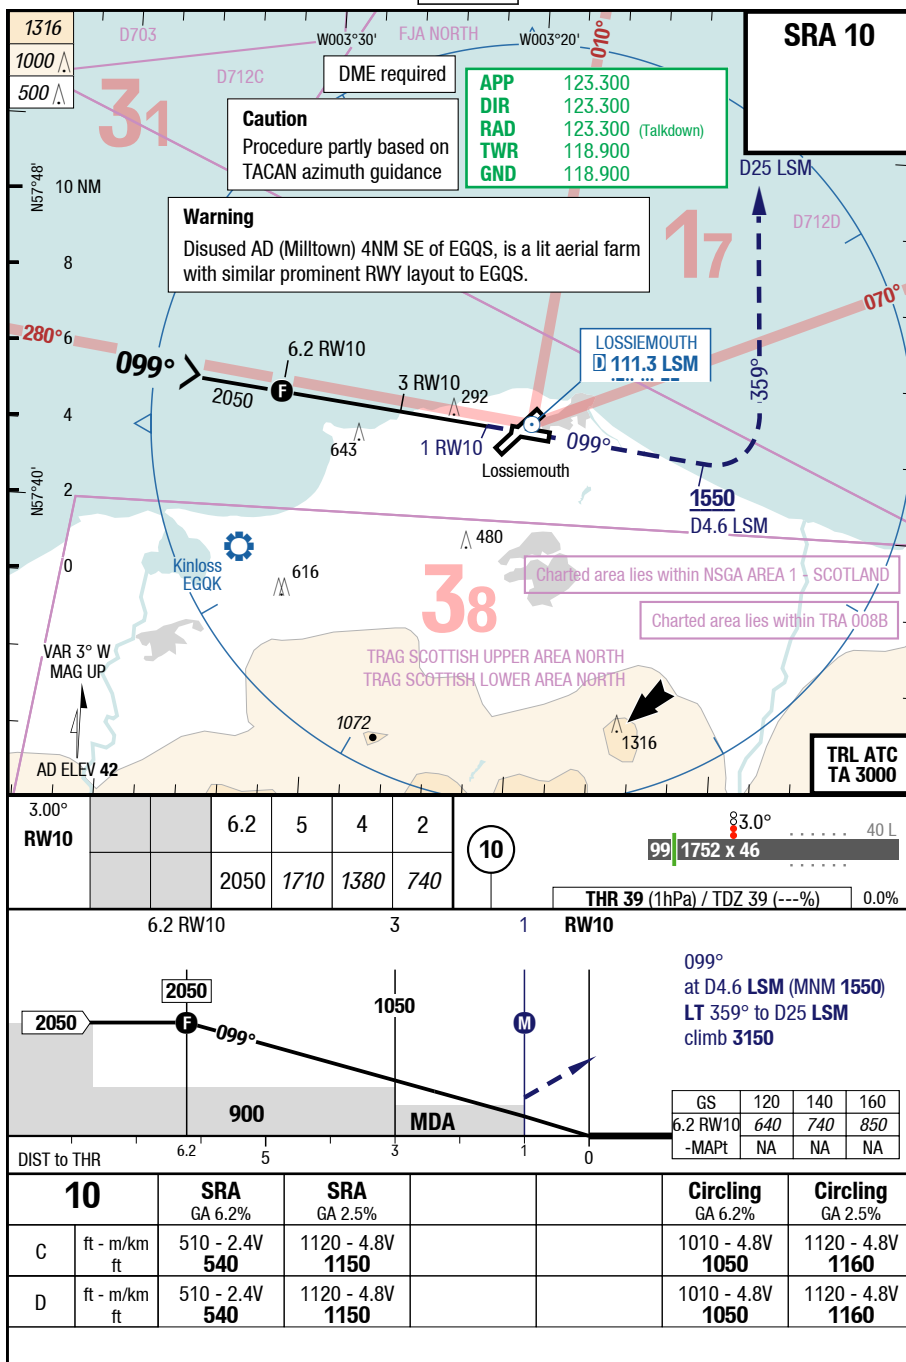 1316
1000
500
D703
W003°30'
FJA NORTH
W003°20'
010°
SRA 10
D712C
DME required
31
APP 123.300
DIR 123.300
RAD 123.300 (Talkdown)
TWR 118.900
GND 118.900
Caution
Procedure partly based on
TACAN azimuth guidance
D25 LSM
N57°48'
10 NM
Warning
Disused AD (Milltown) 4NM SE of EGQS, is a lit aerial farm
with similar prominent RWY layout to EGQS.
17
D712D
8
070°
280°
6
6.2 RW10
LOSSIEMOUTH
D 111.3 LSM
099°
F
3 RW10
359°
2050
292
4
643
1 RW10
099°
Lossiemouth
N57°40'
2
1550
D4.6 LSM
480
0
Kinloss
EGQK
616
38
Charted area lies within NSGA AREA 1 - SCOTLAND
Charted area lies within TRA 008B
VAR 3° W
MAG UP
TRAG SCOTTISH UPPER AREA NORTH
TRAG SCOTTISH LOWER AREA NORTH
1072
1316
AD ELEV 42
TRL ATC
TA 3000
3.00°
RW10
6.2 5 4 2
2050 1710 1380 740
10
3.0°
40 L
99 1752 x 46
THR 39 (1hPa) / TDZ 39 (---%) 0.0%
6.2 RW10 3 1 RW10
099°
at D4.6 LSM (MNM 1550)
LT 359° to D25 LSM
climb 3150
2050
2050
1050
F
099°
M
900
MDA
GS 120 140 160
6.2 RW10 640 740 850
-MAPt NA NA NA
DIST to THR
6.2 5 3 1 0
10 SRA SRA Circling Circling
GA 6.2% GA 2.5% GA 6.2% GA 2.5%
C ft - m/km 510 - 2.4V 1120 - 4.8V 1010 - 4.8V 1120 - 4.8V
ft 540 1150 1050 1160
D ft - m/km 510 - 2.4V 1120 - 4.8V 1010 - 4.8V 1120 - 4.8V
ft 540 1150 1050 1160